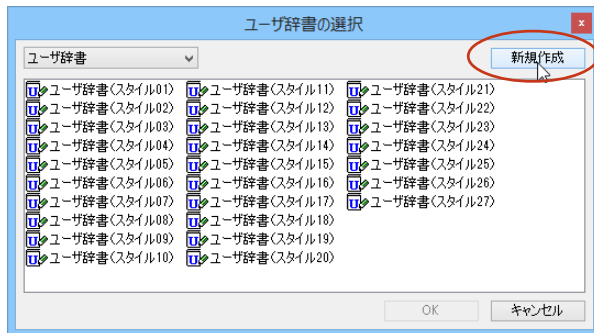 ユーザ辞書の選択
x
ユーザ辞書
新規作成
ユーザ辞書(スタイル01)
ユーザ辞書(スタイル02)
ユーザ辞書(スタイル03)
ユーザ辞書(スタイル04)
ユーザ辞書(スタイル05)
ユーザ辞書(スタイル06)
ユーザ辞書(スタイル07)
ユーザ辞書(スタイル08)
ユーザ辞書(スタイル09)
ユーザ辞書(スタイル10)
ユーザ辞書(スタイル11)
ユーザ辞書(スタイル12)
ユーザ辞書(スタイル13)
ユーザ辞書(スタイル14)
ユーザ辞書(スタイル15)
ユーザ辞書(スタイル16)
ユーザ辞書(スタイル17)
ユーザ辞書(スタイル18)
ユーザ辞書(スタイル19)
ユーザ辞書(スタイル20)
ユーザ辞書(スタイル21)
ユーザ辞書(スタイル22)
ユーザ辞書(スタイル23)
ユーザ辞書(スタイル24)
ユーザ辞書(スタイル25)
ユーザ辞書(スタイル26)
ユーザ辞書(スタイル27)
OK
キャンセル